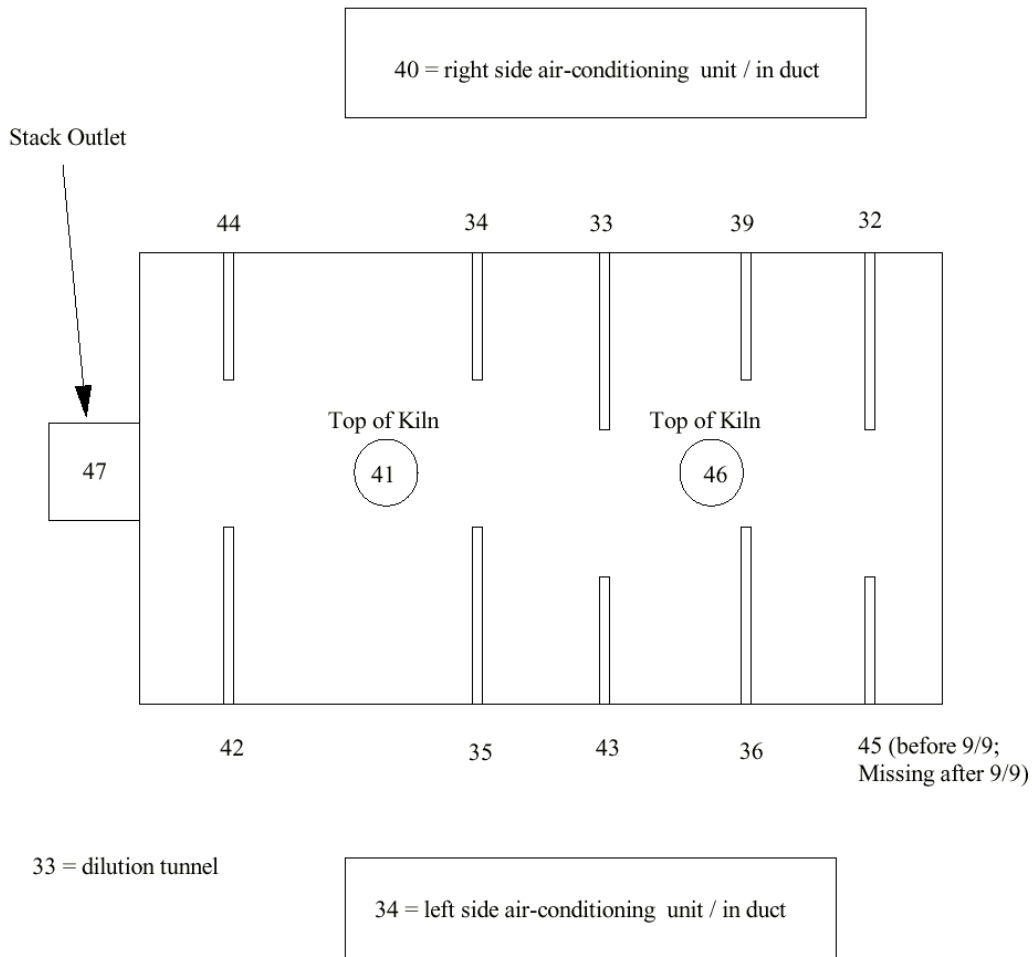 40 = right side air-conditioning unit / in duct
Stack Outlet
44
34
33
39
32
Top of Kiln
Top of Kiln
47
41
46
42
35
43
36
45 (before 9/9;
Missing after 9/9)
33 = dilution tunnel
34 = left side air-conditioning unit / in duct